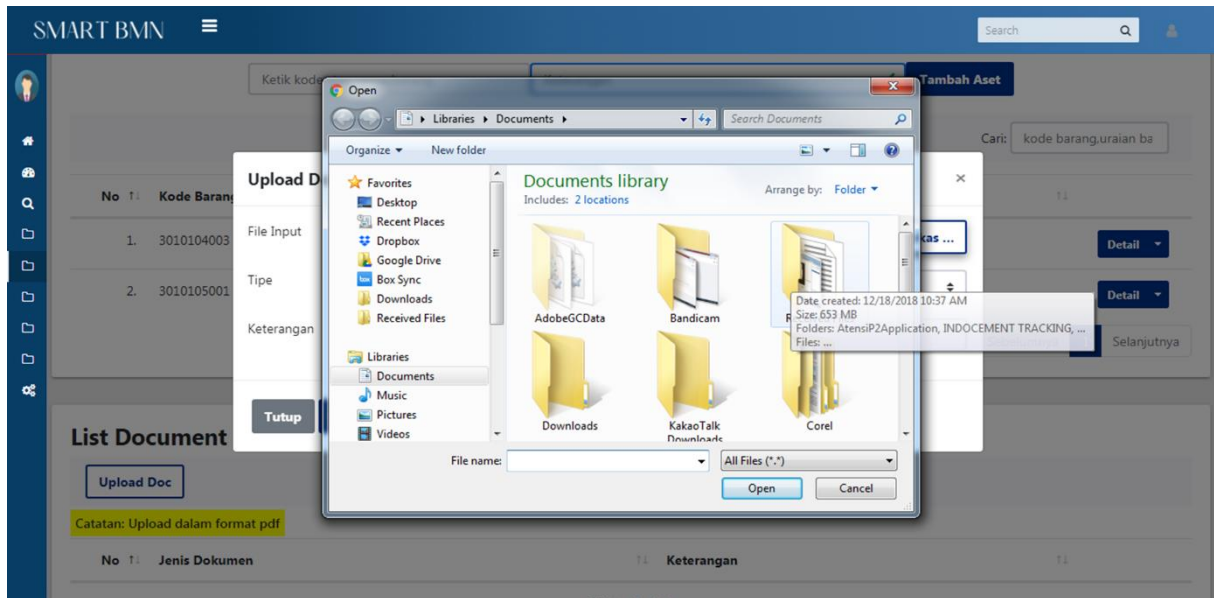 SMART BMN
Search
Ketik kode
Tambah Aset
Open
Libraries Documents
Search Documents
Cari: kode barang,uraian ba
Organize New folder
Upload D
No Kode Barang
Favorites
Desktop
Recent Places
Dropbox
Google Drive
Box Sync
Downloads
Received Files
Libraries
Documents
Music
Pictures
Videos
Documents library
Includes: 2 locations
Arrange by: Folder
AdobeGCData
Bandicam
Downloads
KakaoTalk
Downloads
Corel
Date created: 12/18/2018 10:37 AM
Size: 653 MB
Folders: AtensiP2Application, INDOCEMENT TRACKING, ...
Files: ...
File name:
All Files (*.*)
Open Cancel
File Input
kas ...
Tipe
Keterangan
Tutup
1. 3010104003 Detail
2. 3010105001 Detail
Selanjutnya
List Document
Upload Doc
Catatan: Upload dalam format pdf
No Jenis Dokumen Keterangan